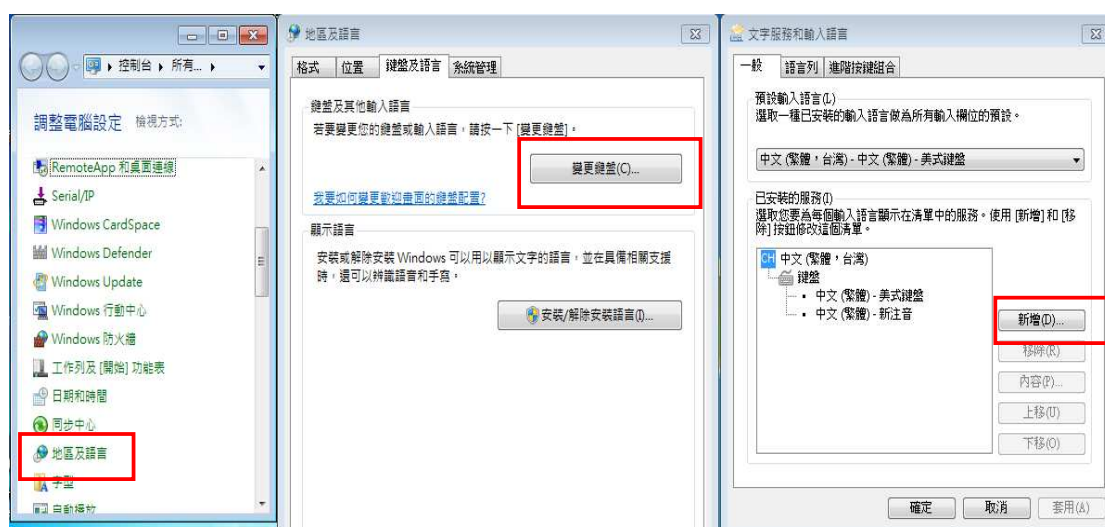 控制台
所有...
調整電腦設定 檢視方式:
RemoteApp 和桌面連線
Serial/IP
Windows CardSpace
Windows Defender
Windows Update
Windows 行動中心
Windows 防火牆
工作列及 [開始] 功能表
日期和時間
同步中心
地區及語言
字型
自動播放
地區及語言
格式 位置 鍵盤及語言 系統管理
鍵盤及其他輸入語言
若要變更您的鍵盤或輸入語言，請按一下 [變更鍵盤]。
變更鍵盤(C)...
我要如何變更歡迎畫面的鍵盤配置?
顯示語言
安裝或解除安裝 Windows 可以用以顯示文字的語言，並在具備相關支援
時，還可以辨識語音和手寫。
安裝/解除安裝語言(I)...
文字服務和輸入語言
一般 語言列 進階按鍵組合
預設輸入語言(L)
選取一種已安裝的輸入語言做為所有輸入欄位的預設。
中文 (繁體，台灣) - 中文 (繁體) - 美式鍵盤
已安裝的服務(I)
選取您要為每個輸入語言顯示在清單中的服務。使用 [新增] 和 [移
除] 按鈕修改這個清單。
CH 中文 (繁體，台灣)
鍵盤
中文 (繁體) - 美式鍵盤
中文 (繁體) - 新注音
新增(D)...
移除(R)
內容(P)...
上移(U)
下移(O)
確定 取消 套用(A)